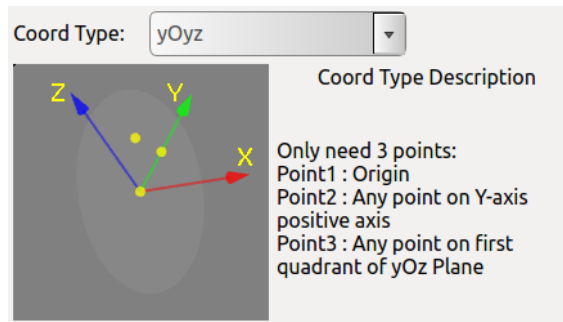 Coord Type:
yOyz
Z
Y
X
Coord Type Description
Only need 3 points:
Point1 : Origin
Point2 : Any point on Y-axis
positive axis
Point3 : Any point on first
quadrant of yOz Plane